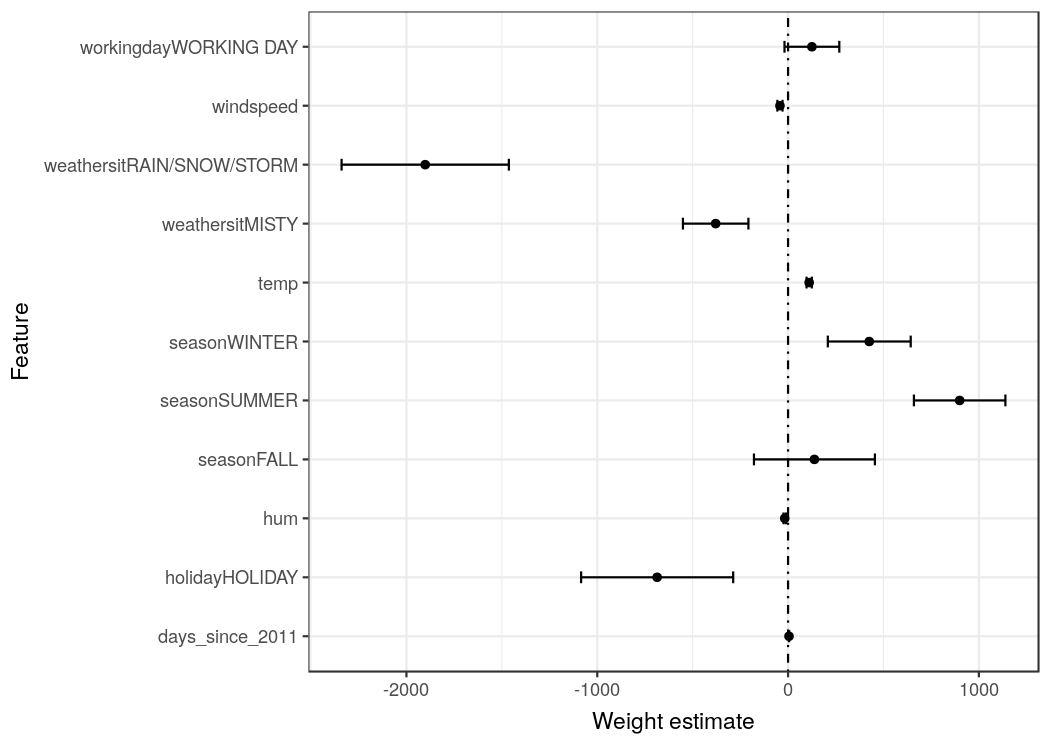 workingdayWORKING DAY
windspeed
weathersitRAIN/SNOW/STORM
weathersitMISTY
temp
seasonWINTER
seasonSUMMER
seasonFALL
hum
holidayHOLIDAY
days_since_2011
Feature
-2000 -1000 0 1000
Weight estimate